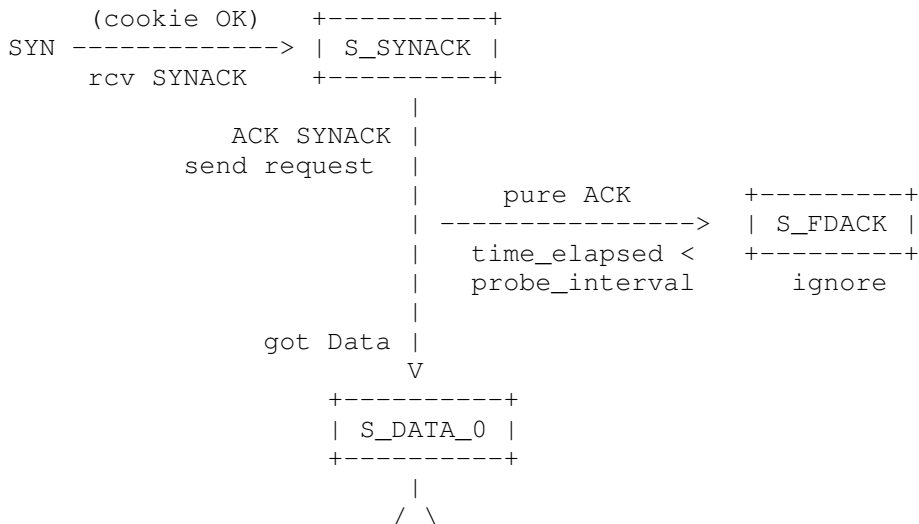 (cookie OK)   +----------+
SYN -------------> | S_SYNACK |
rcv SYNACK    +----------+
|
ACK SYNACK |
send request  |
|     pure ACK              +---------+
| ---------------->  | S_FDACK |
|   time_elapsed <   +---------+
|   probe_interval      ignore
|
got Data |
V
+----------+
| S_DATA_0 |
+----------+
|
/ \